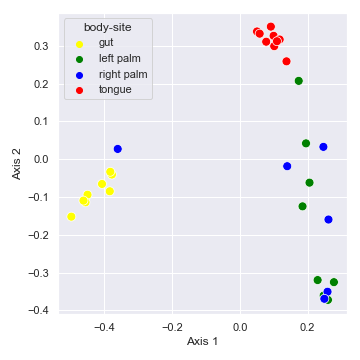 body-site
gut
left palm
right palm
tongue
0.3
0.2
0.1
0.0
−0.1
−0.2
−0.3
−0.4
Axis 2
−0.4 −0.2 0.0 0.2
Axis 1